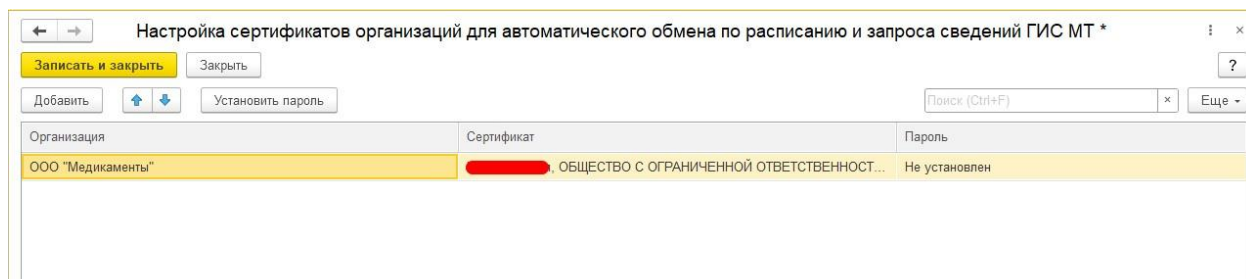 Настройка сертификатов организаций для автоматического обмена по расписанию и запроса сведений ГИС МТ *
Записать и закрыть Закрыть ?
Добавить Установить пароль Поиск (Ctrl+F) × Еще
Организация Сертификат Пароль
ООО "Медикаменты" , ОБЩЕСТВО С ОГРАНИЧЕННОЙ ОТВЕТСТВЕННОСТ... Не установлен